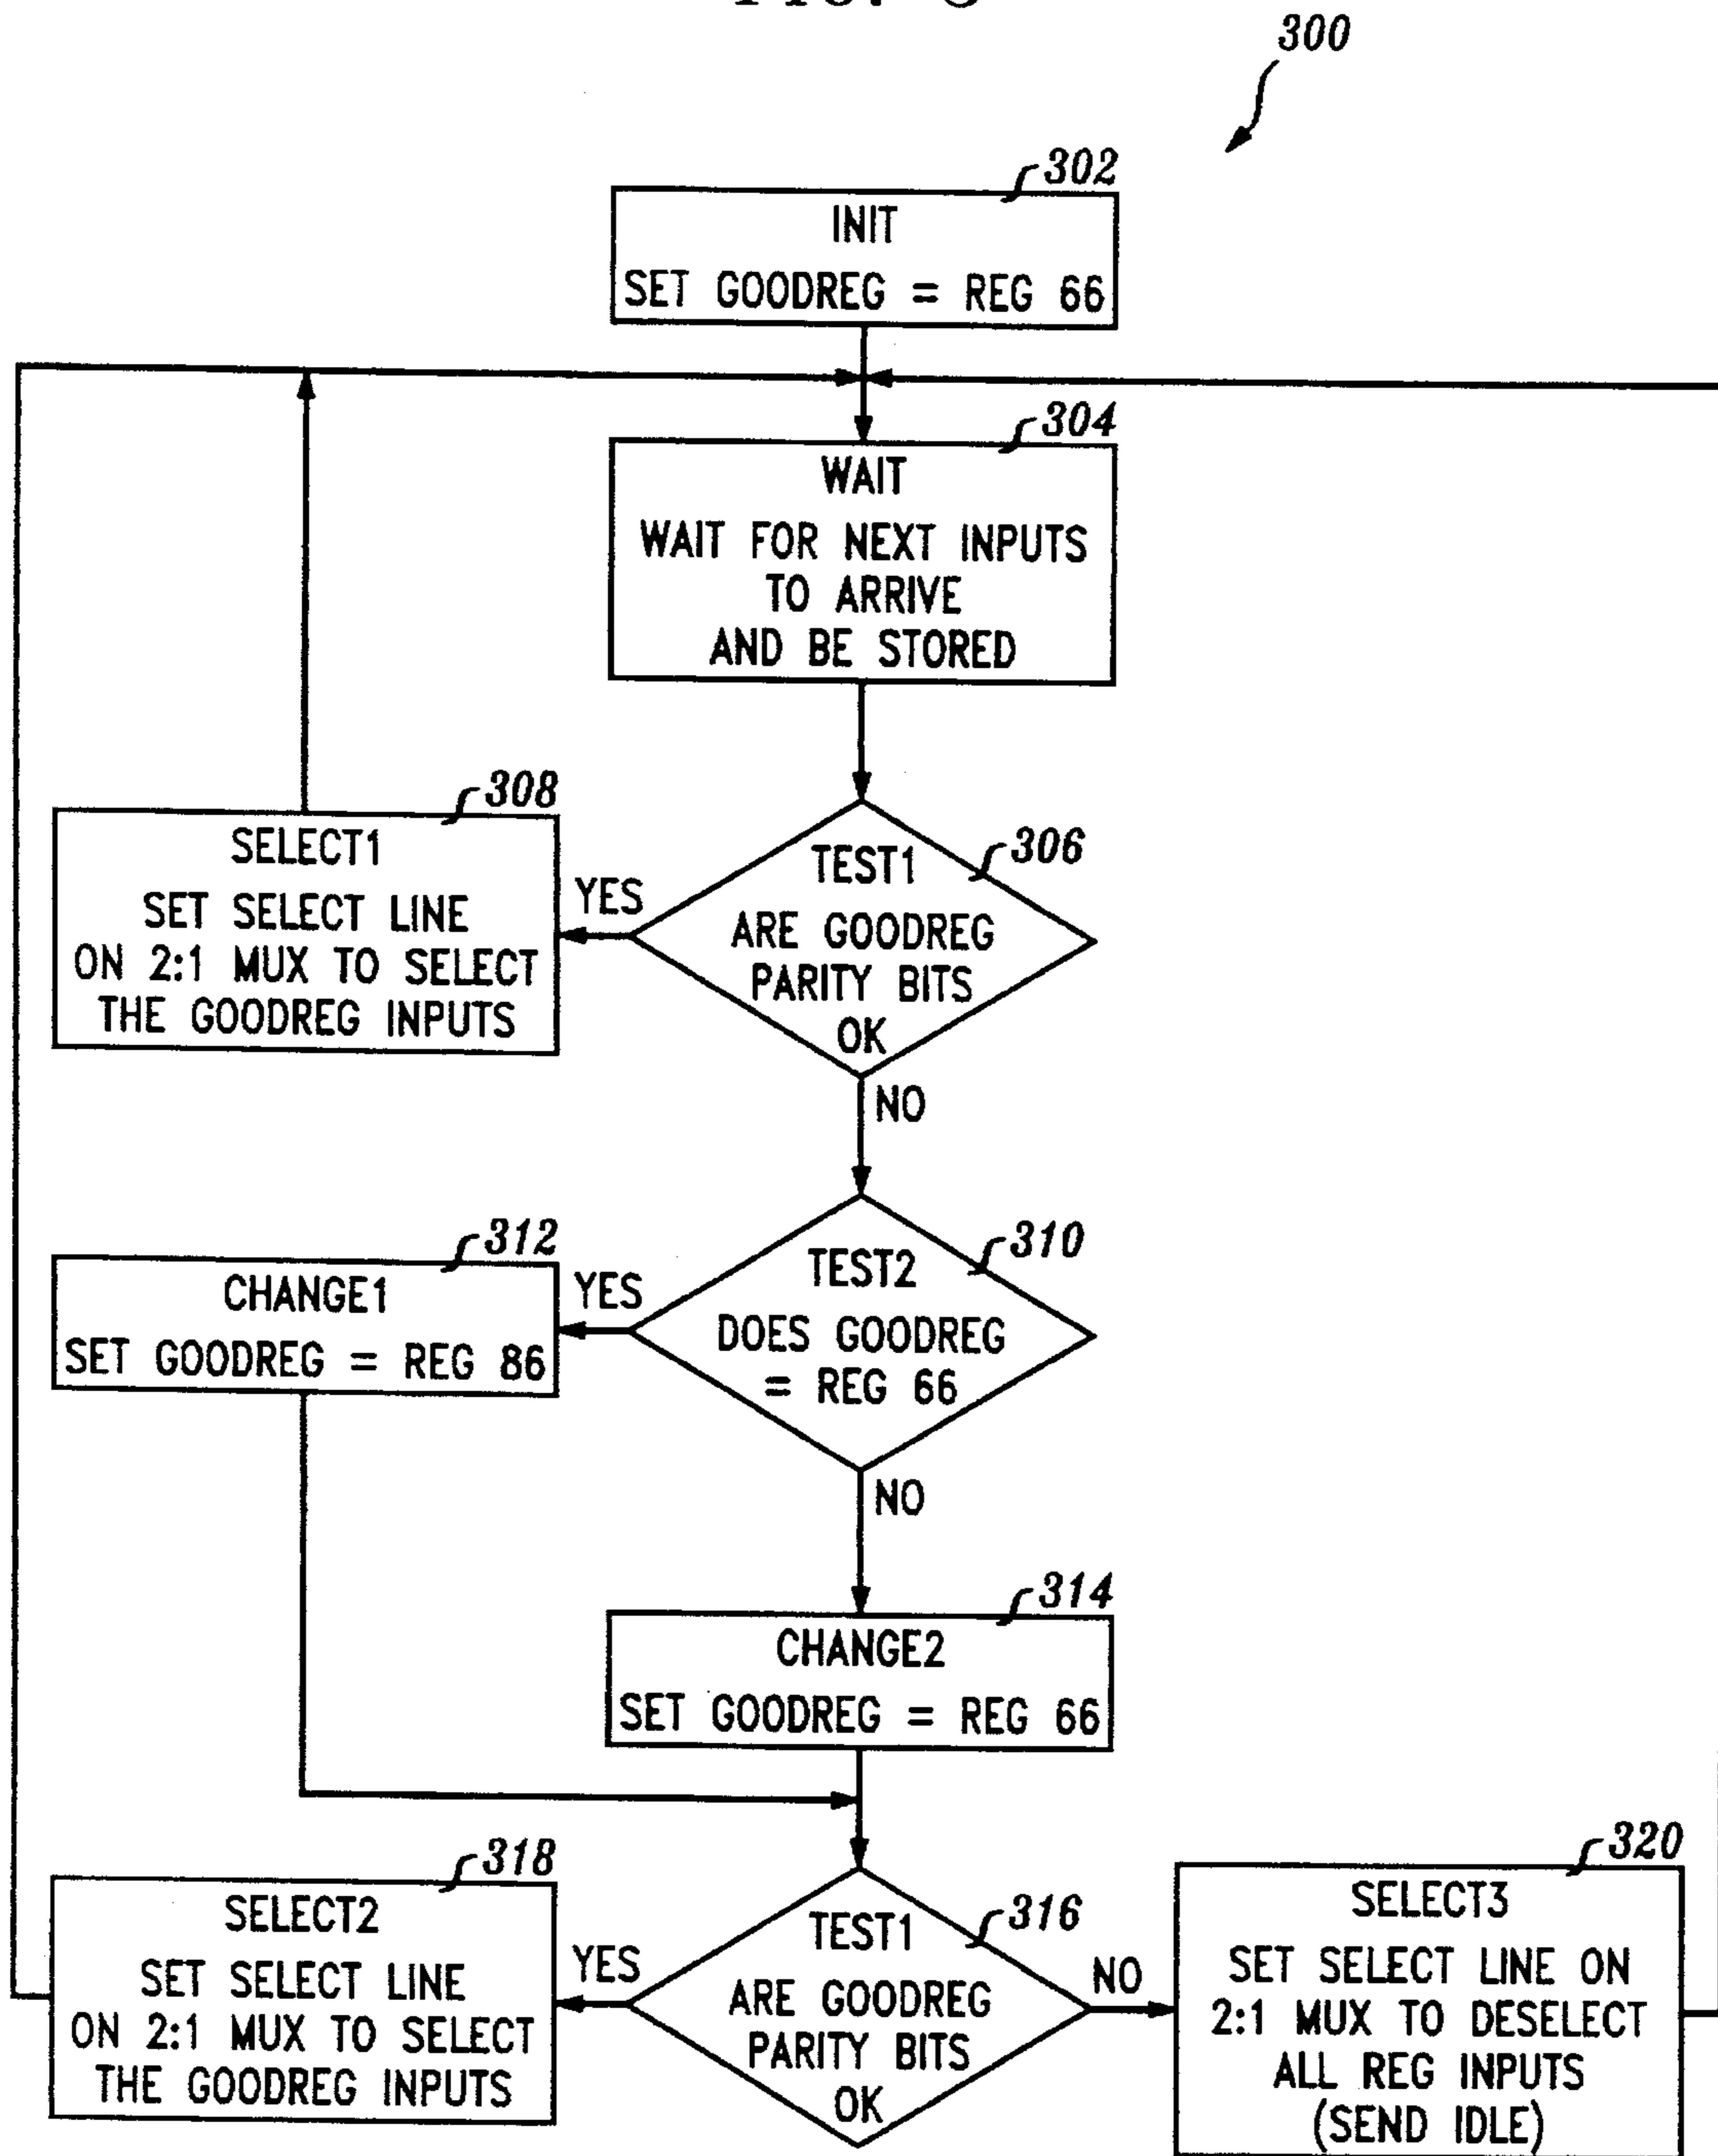 300
302
INIT
SET GOODREG = REG 66
304
WAIT
WAIT FOR NEXT INPUTS
TO ARRIVE
AND BE STORED
308
SELECT1
SET SELECT LINE
ON 2:1 MUX TO SELECT
THE GOODREG INPUTS
YES
306
TEST1
ARE GOODREG
PARITY BITS
OK
NO
312
CHANGE1
SET GOODREG = REG 86
YES
310
TEST2
DOES GOODREG
= REG 66
NO
314
CHANGE2
SET GOODREG = REG 66
318
SELECT2
SET SELECT LINE
ON 2:1 MUX TO SELECT
THE GOODREG INPUTS
YES
316
TEST1
ARE GOODREG
PARITY BITS
OK
NO
320
SELECT3
SET SELECT LINE ON
2:1 MUX TO DESELECT
ALL REG INPUTS
(SEND IDLE)